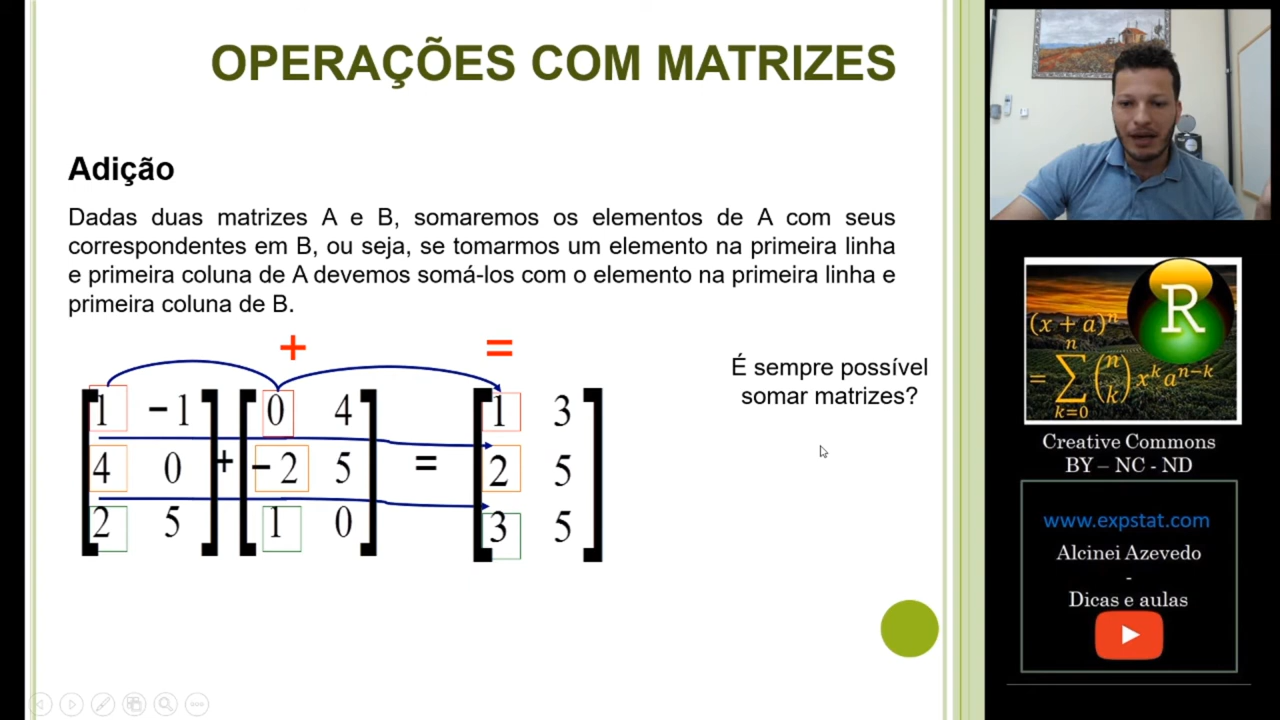 OPERAÇÕES COM MATRIZES
Adição
Dadas duas matrizes A e B, somaremos os elementos de A com seus
correspondentes em B, ou seja, se tomarmos um elemento na primeira linha
e primeira coluna de A devemos somá-los com o elemento na primeira linha e
primeira coluna de B.
+ =
1 −1 0 4 1 3
4 0 + −2 5 = 2 5
2 5 1 0 3 5
É sempre possível
somar matrizes?
R
(x + a)^n
= ∑_{k=0}^{n} (n k) x^k a^{n−k}
Creative Commons
BY – NC - ND
www.expstat.com
Alcinei Azevedo
-
Dicas e aulas